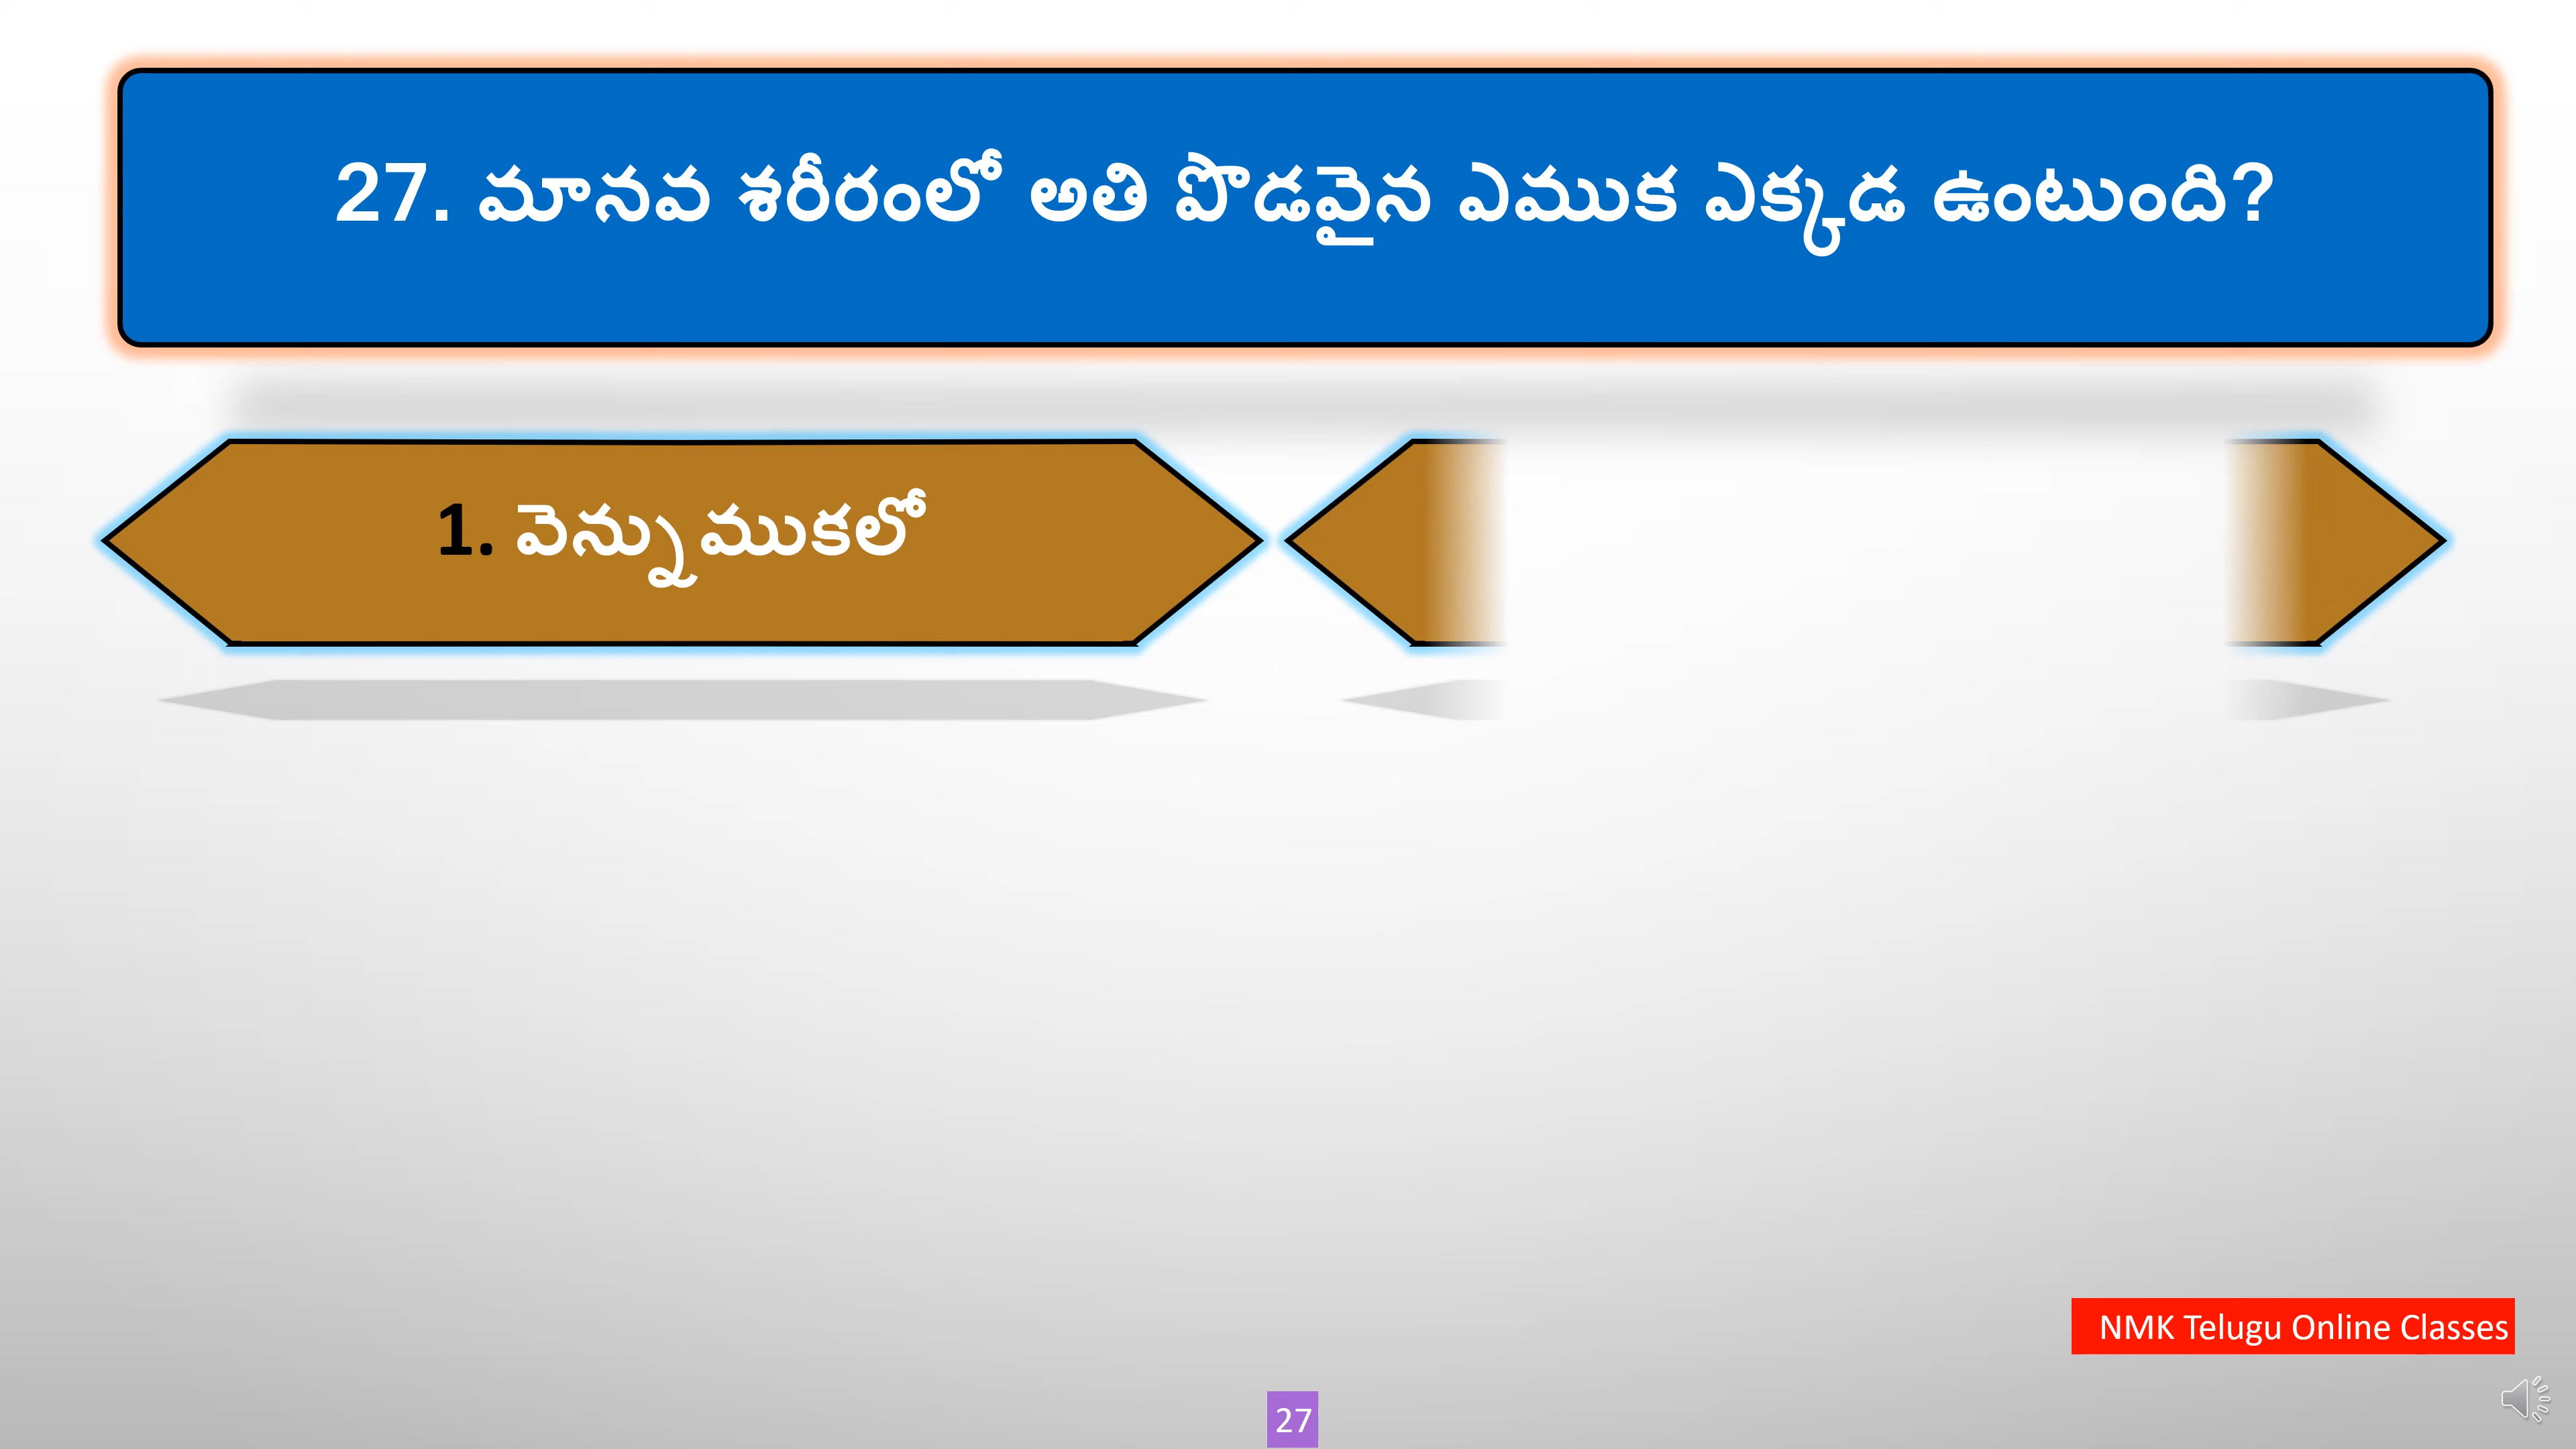 27. మానవ శరీరంలో అతి పొడవైన ఎముక ఎక్కడ ఉంటుంది?
1. వెన్నుముకలో
NMK Telugu Online Classes
27